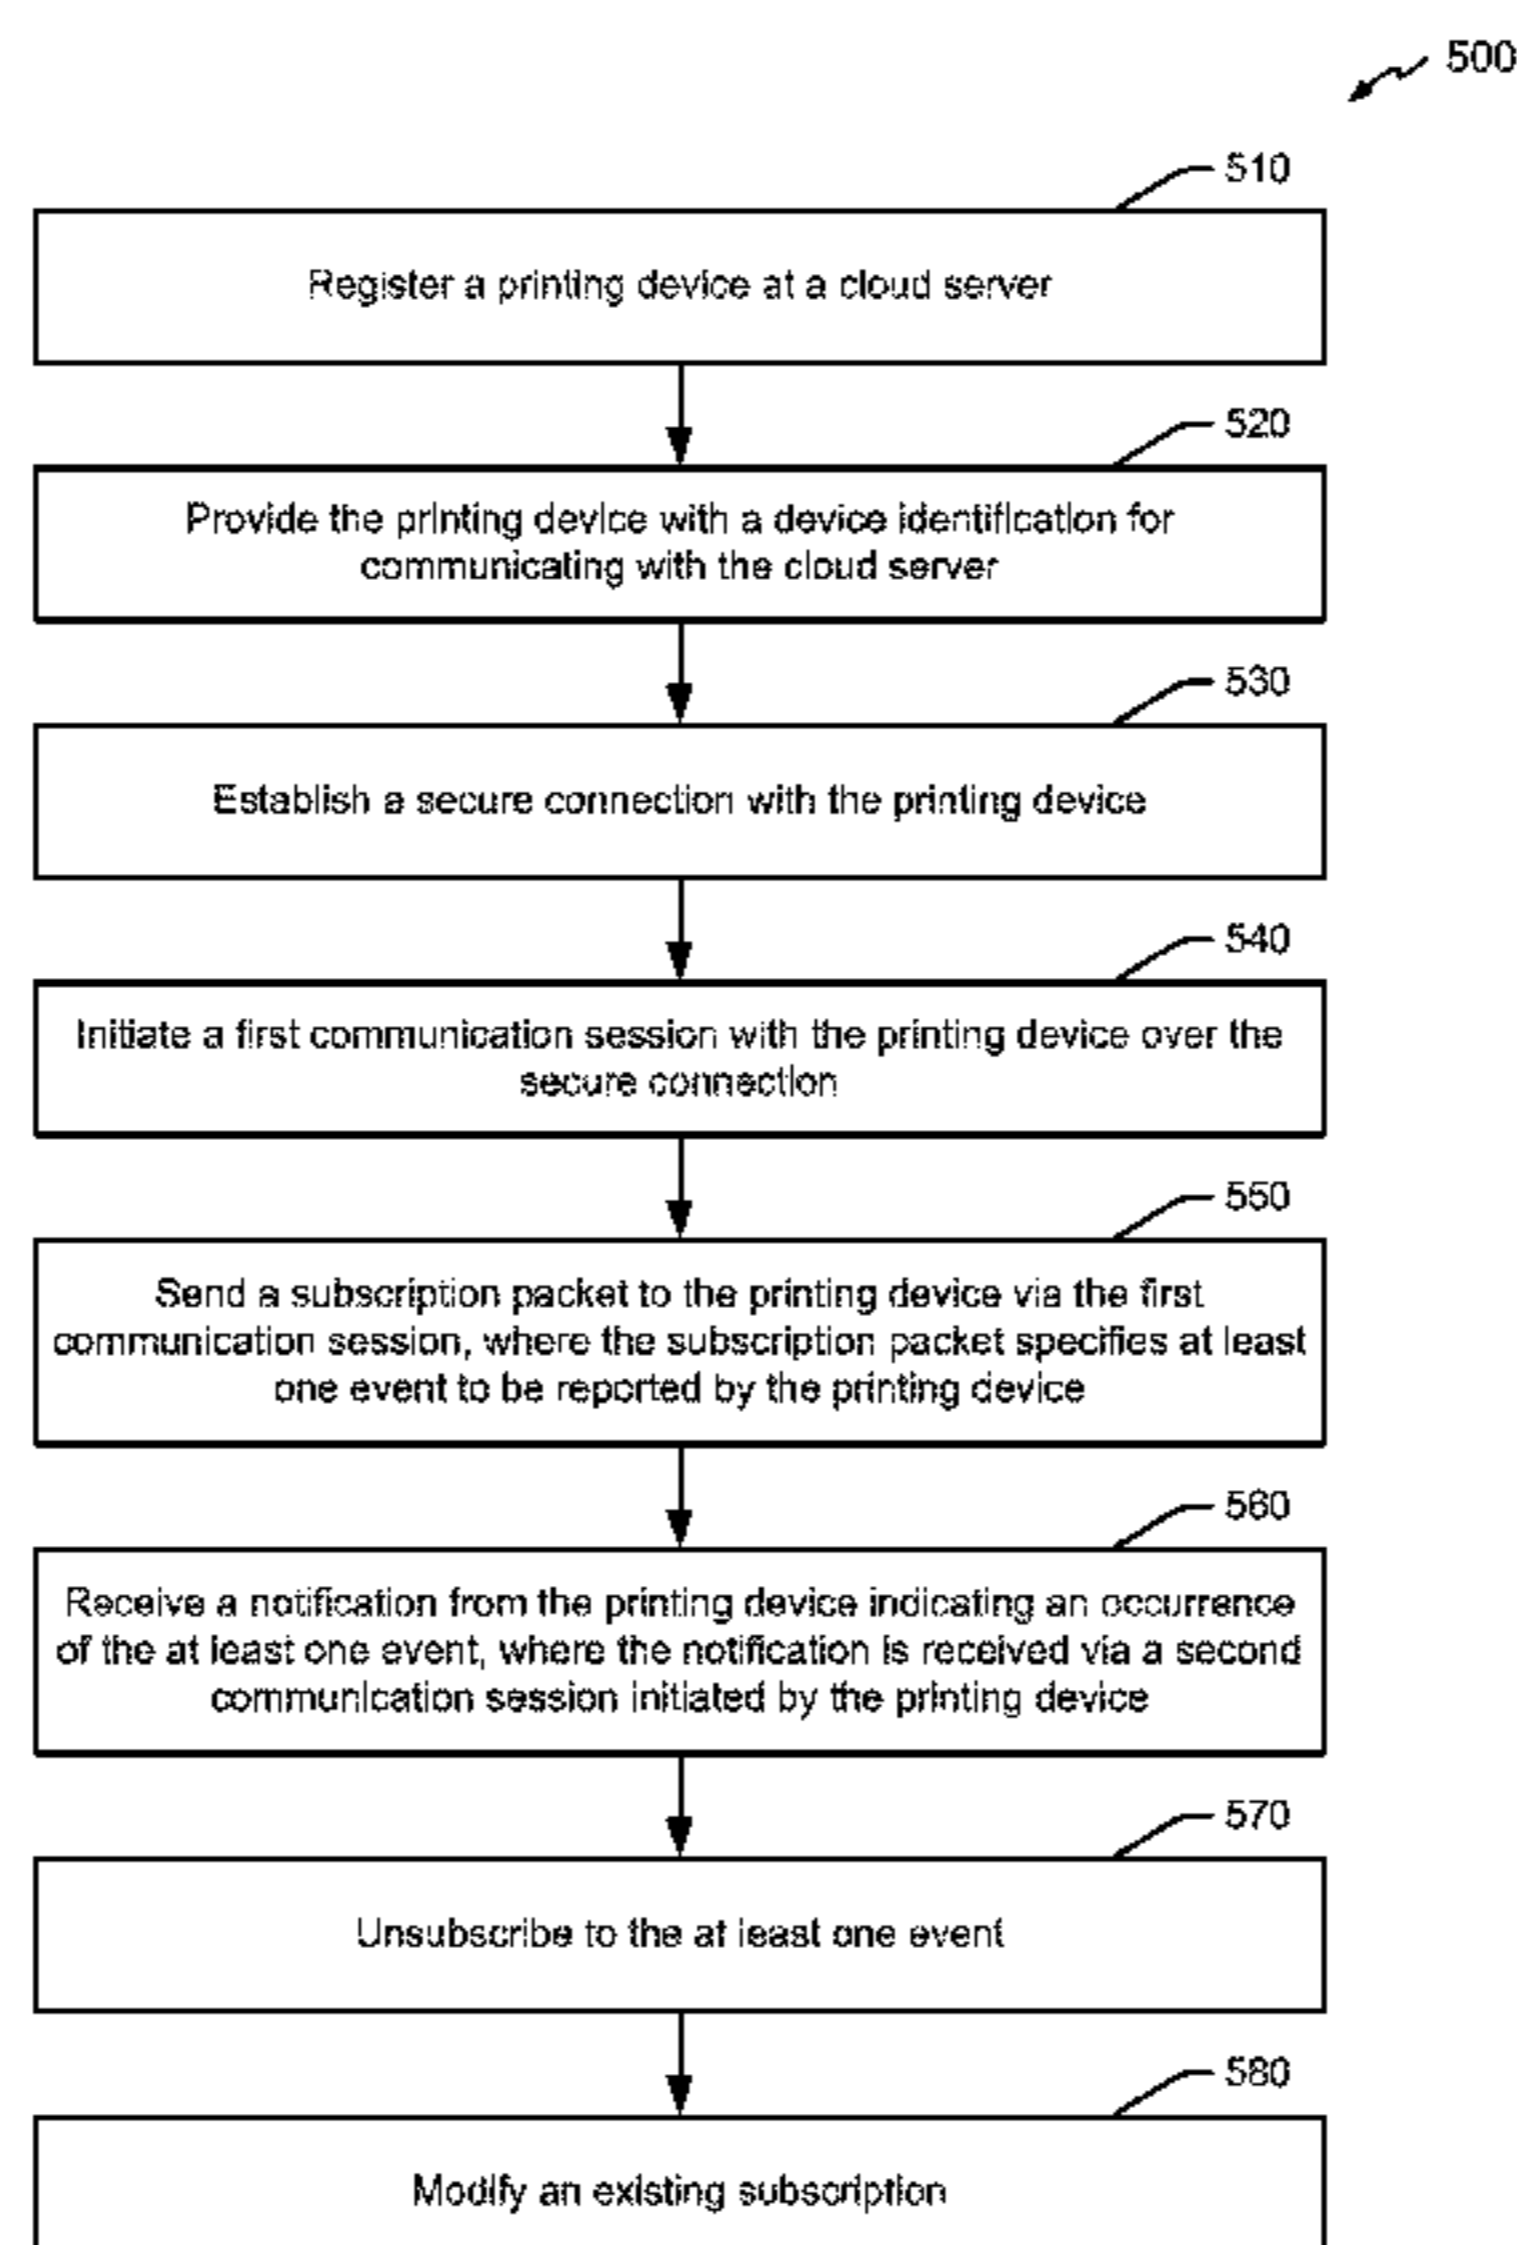 500
510
Register a printing device at a cloud server
520
Provide the printing device with a device identification for
communicating with the cloud server
530
Establish a secure connection with the printing device
540
Initiate a first communication session with the printing device over the
secure connection
550
Send a subscription packet to the printing device via the first
communication session, where the subscription packet specifies at least
one event to be reported by the printing device
560
Receive a notification from the printing device indicating an occurrence
of the at least one event, where the notification is received via a second
communication session initiated by the printing device
570
Unsubscribe to the at least one event
580
Modify an existing subscription